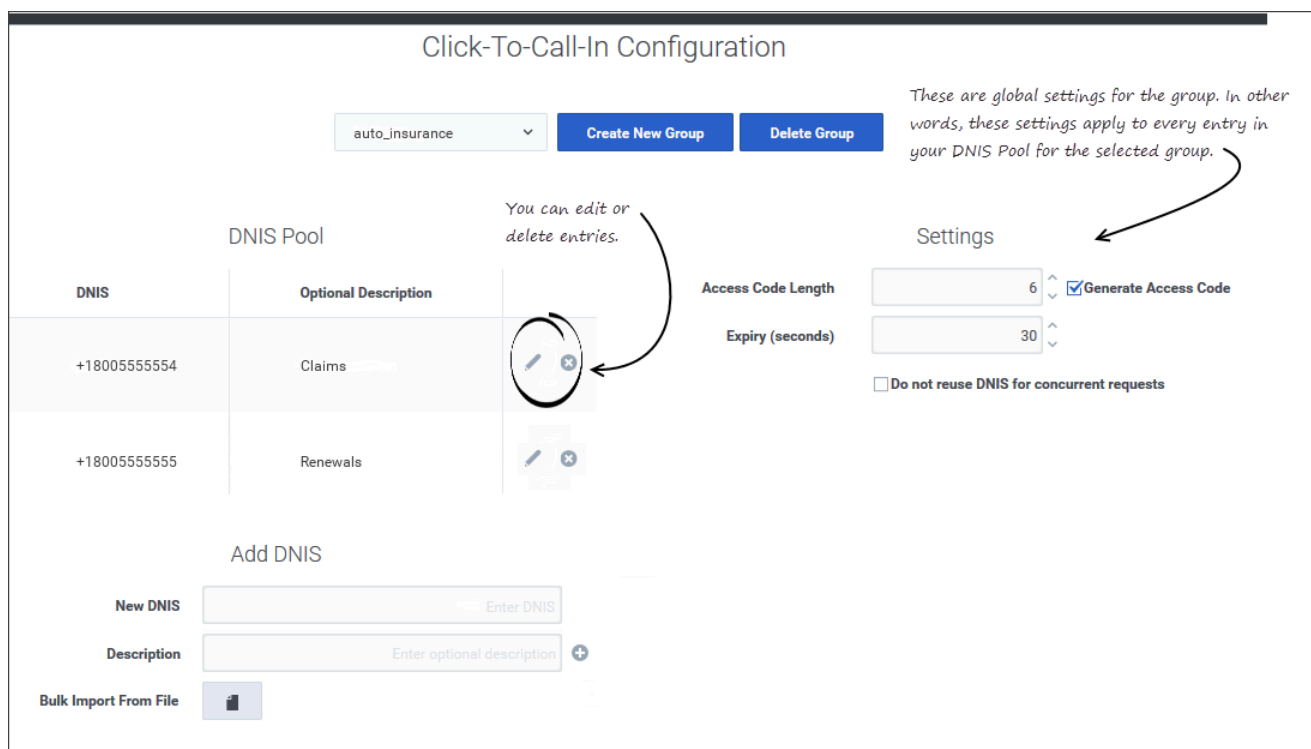 Click-To-Call-In Configuration
These are global settings for the group. In other
words, these settings apply to every entry in
your DNIS Pool for the selected group.
auto_insurance
Create New Group
Delete Group
You can edit or
delete entries.
DNIS Pool
Settings
DNIS
Optional Description
Access Code Length
6
Generate Access Code
Expiry (seconds)
30
+18005555554
Claims
Do not reuse DNIS for concurrent requests
+18005555555
Renewals
Add DNIS
New DNIS
Enter DNIS
Description
Enter optional description
Bulk Import From File